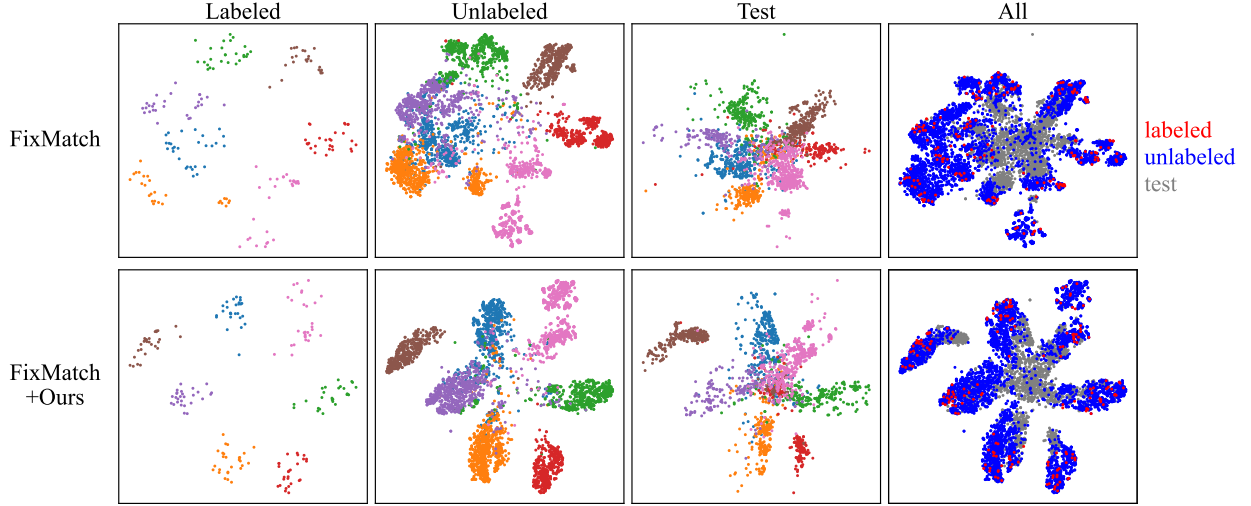 Labeled
Unlabeled
Test
All
FixMatch
labeled
unlabeled
test
FixMatch
+Ours